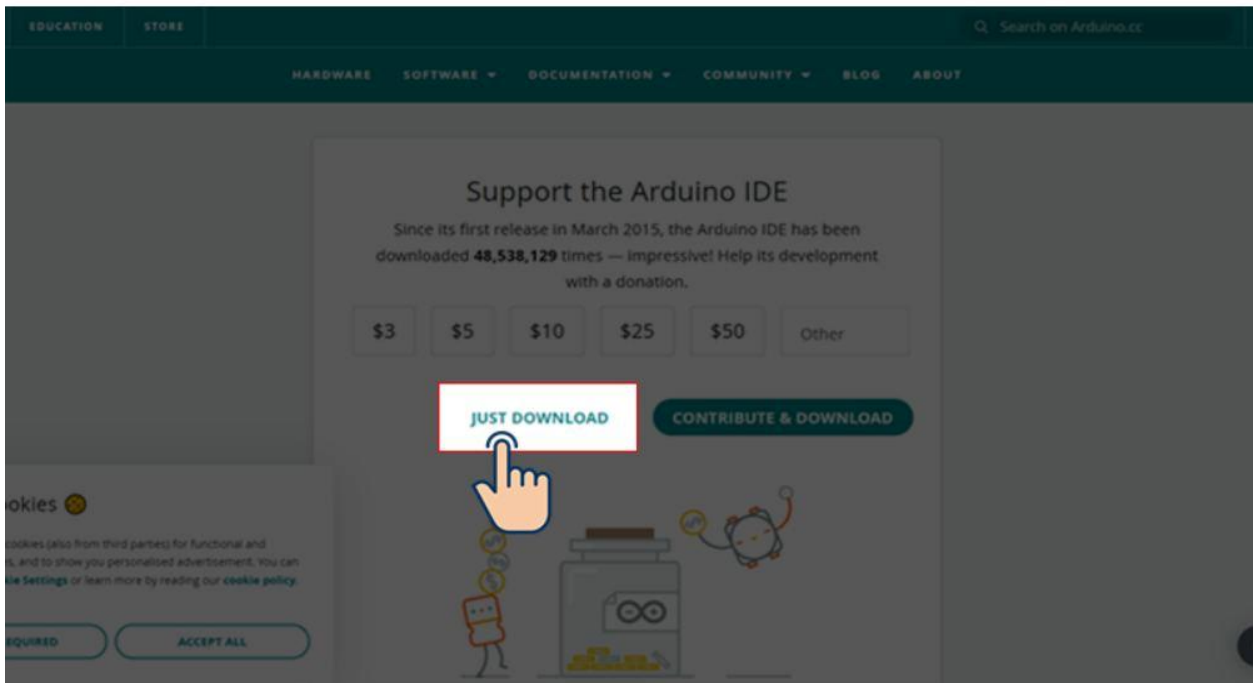 EDUCATION STORE Search on Arduino.cc
HARDWARE SOFTWARE DOCUMENTATION COMMUNITY BLOG ABOUT
Support the Arduino IDE
Since its first release in March 2015, the Arduino IDE has been
downloaded 48,538,129 times — impressive! Help its development
with a donation.
$3 $5 $10 $25 $50 Other
JUST DOWNLOAD CONTRIBUTE & DOWNLOAD
ookies
cookies (also from third parties) for functional and
es, and to show you personalised advertisement. You can
kie Settings or learn more by reading our cookie policy.
EQUIRED ACCEPT ALL